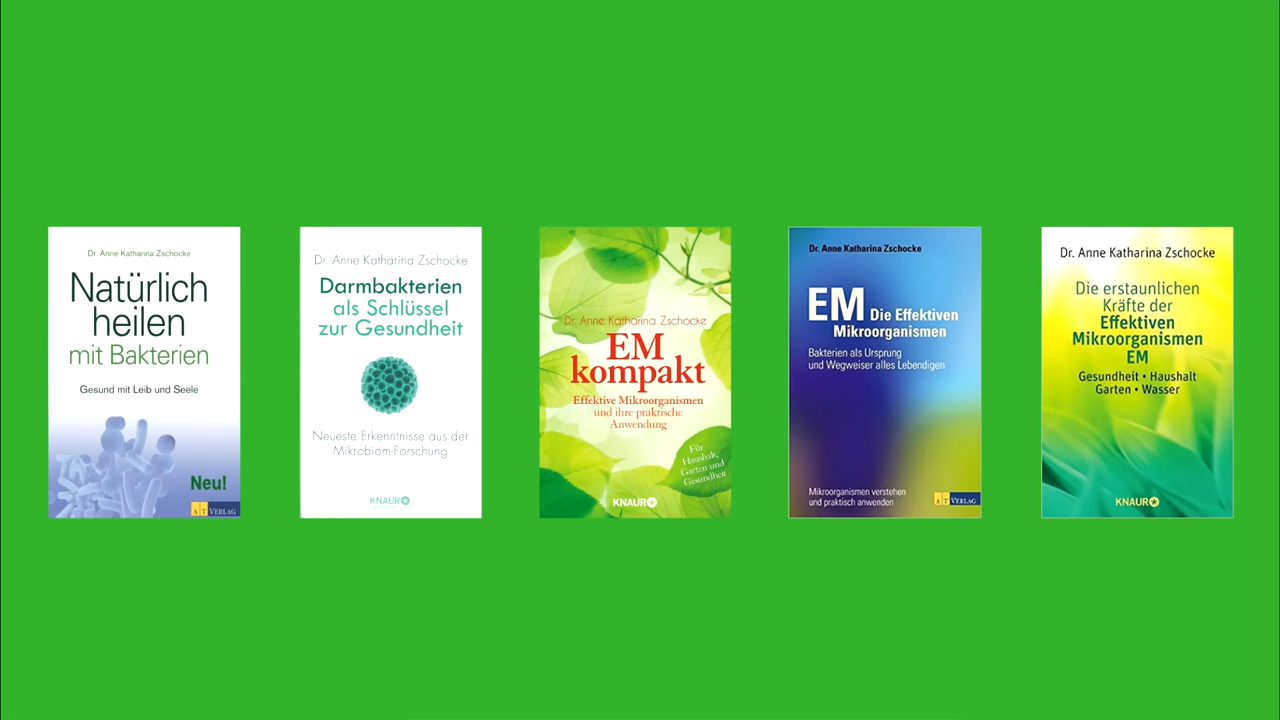 Dr. Anne Katharina Zschocke
Natürlich
heilen
mit Bakterien
Gesund mit Leib und Seele
Neu!
AT VERLAG
Dr. Anne Katharina Zschocke
Darmbakterien
als Schlüssel
zur Gesundheit
Neueste Erkenntnisse aus der
Mikrobiom-Forschung
KNAUR
Dr. Anne Katharina Zschocke
EM
kompakt
Effektive Mikroorganismen
und ihre praktische
Anwendung
Für
Haushalt,
Garten und
Gesundheit
KNAUR
Dr. Anne Katharina Zschocke
EM Die Effektiven
Mikroorganismen
Bakterien als Ursprung
und Wegweiser alles Lebendigen
Mikroorganismen verstehen
und praktisch anwenden
AT VERLAG
Dr. Anne Katharina Zschocke
Die erstaunlichen
Kräfte der
Effektiven
Mikroorganismen
EM
Gesundheit • Haushalt
Garten • Wasser
KNAUR